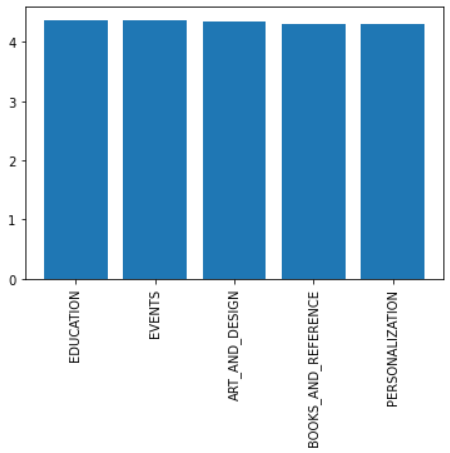 4
3
2
1
0
EDUCATION
EVENTS
ART_AND_DESIGN
BOOKS_AND_REFERENCE
PERSONALIZATION